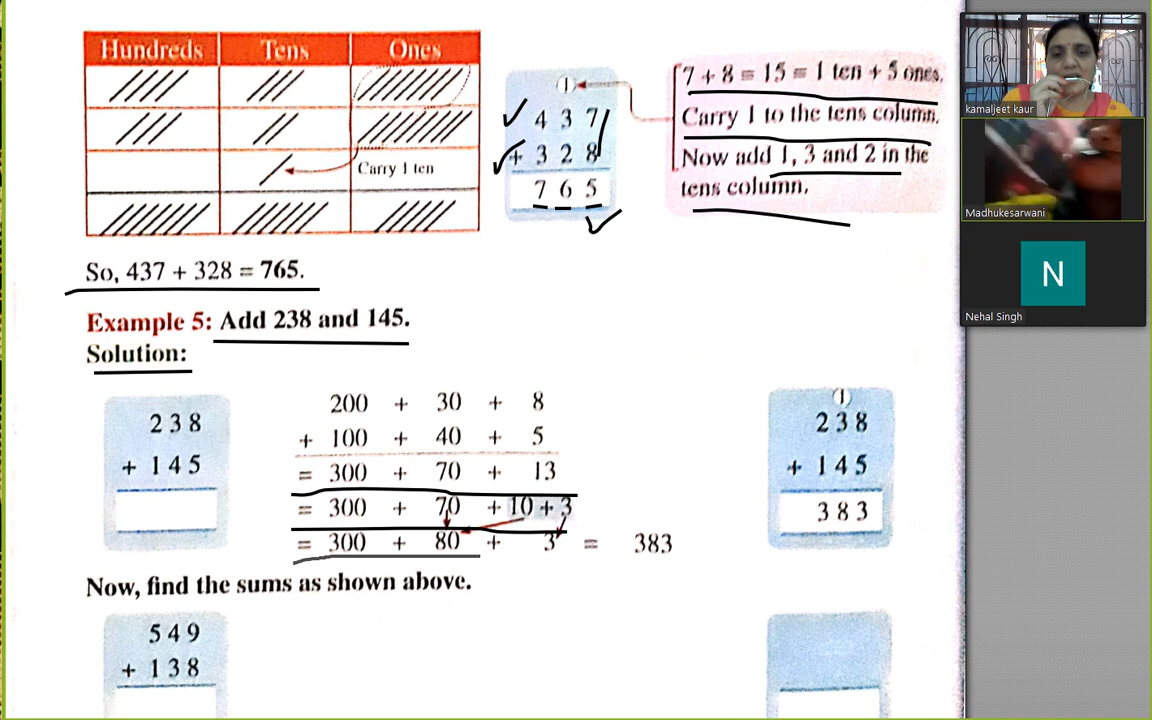 Hundreds Tens Ones
Carry 1 ten
1
4 3 7
+ 3 2 8
7 6 5
7 + 8 = 15 = 1 ten + 5 ones.
Carry 1 to the tens column.
Now add 1, 3 and 2 in the
tens column.
So, 437 + 328 = 765.
Example 5: Add 238 and 145.
Solution:
2 3 8
+ 1 4 5
200 + 30 + 8
+ 100 + 40 + 5
= 300 + 70 + 13
= 300 + 70 + 10 + 3
= 300 + 80 + 3 = 383
1
2 3 8
+ 1 4 5
3 8 3
Now, find the sums as shown above.
5 4 9
+ 1 3 8
kamaljeet kaur
Madhukesarwani
N
Nehal Singh